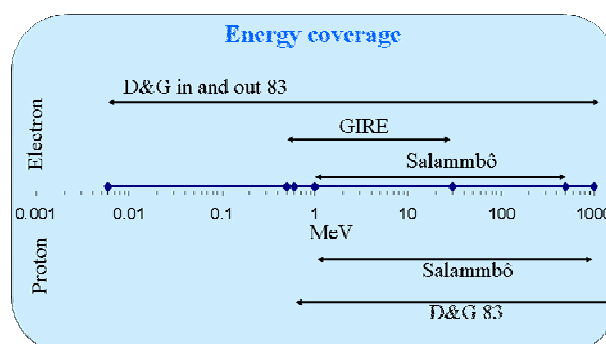 Energy coverage
D&G in and out 83
GIRE
Salammbô
Electron
0.001 0.01 0.1 1 10 100 1000
MeV
Proton
Salammbô
D&G 83